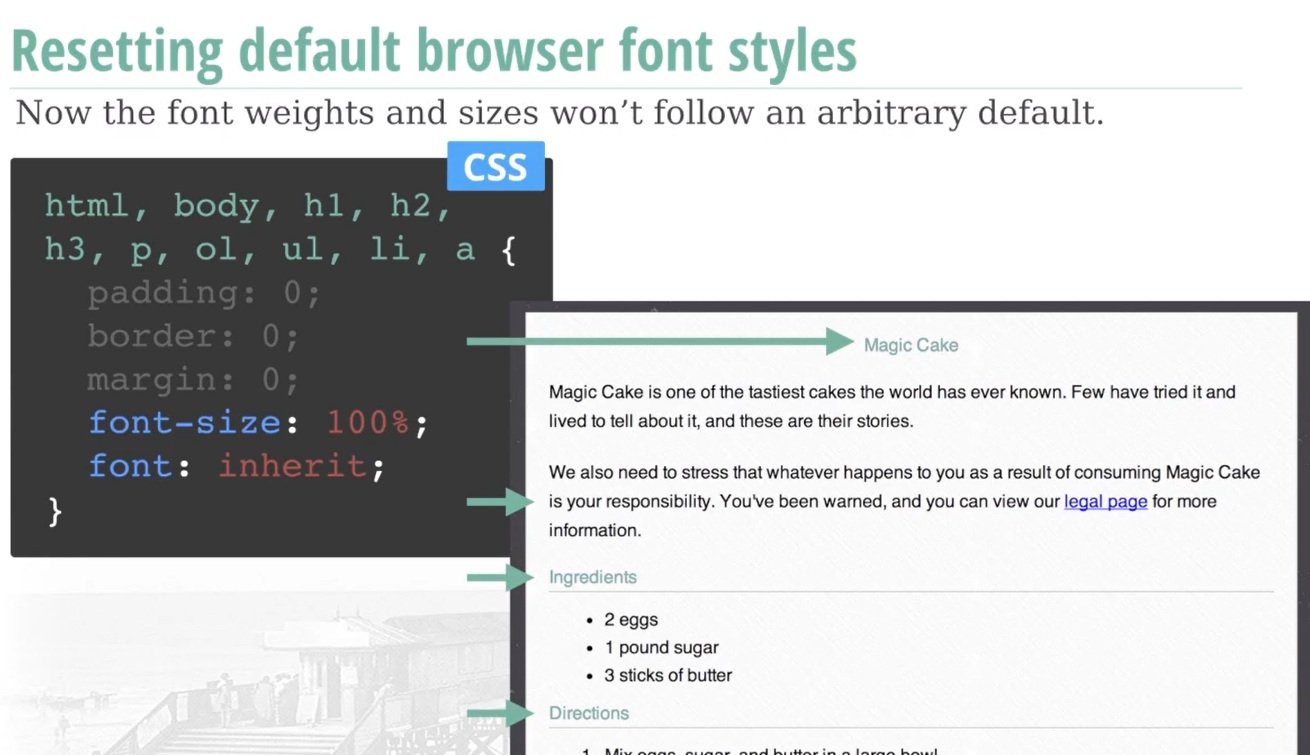 Resetting default browser font styles
Now the font weights and sizes won’t follow an arbitrary default.
CSS
html, body, h1, h2,
h3, p, ol, ul, li, a {
padding: 0;
border: 0;
margin: 0;
font-size: 100%;
font: inherit;
}
Magic Cake
Magic Cake is one of the tastiest cakes the world has ever known. Few have tried it and
lived to tell about it, and these are their stories.
We also need to stress that whatever happens to you as a result of consuming Magic Cake
is your responsibility. You've been warned, and you can view our legal page for more
information.
Ingredients
• 2 eggs
• 1 pound sugar
• 3 sticks of butter
Directions
1. Mix eggs, sugar, and butter in a large bowl